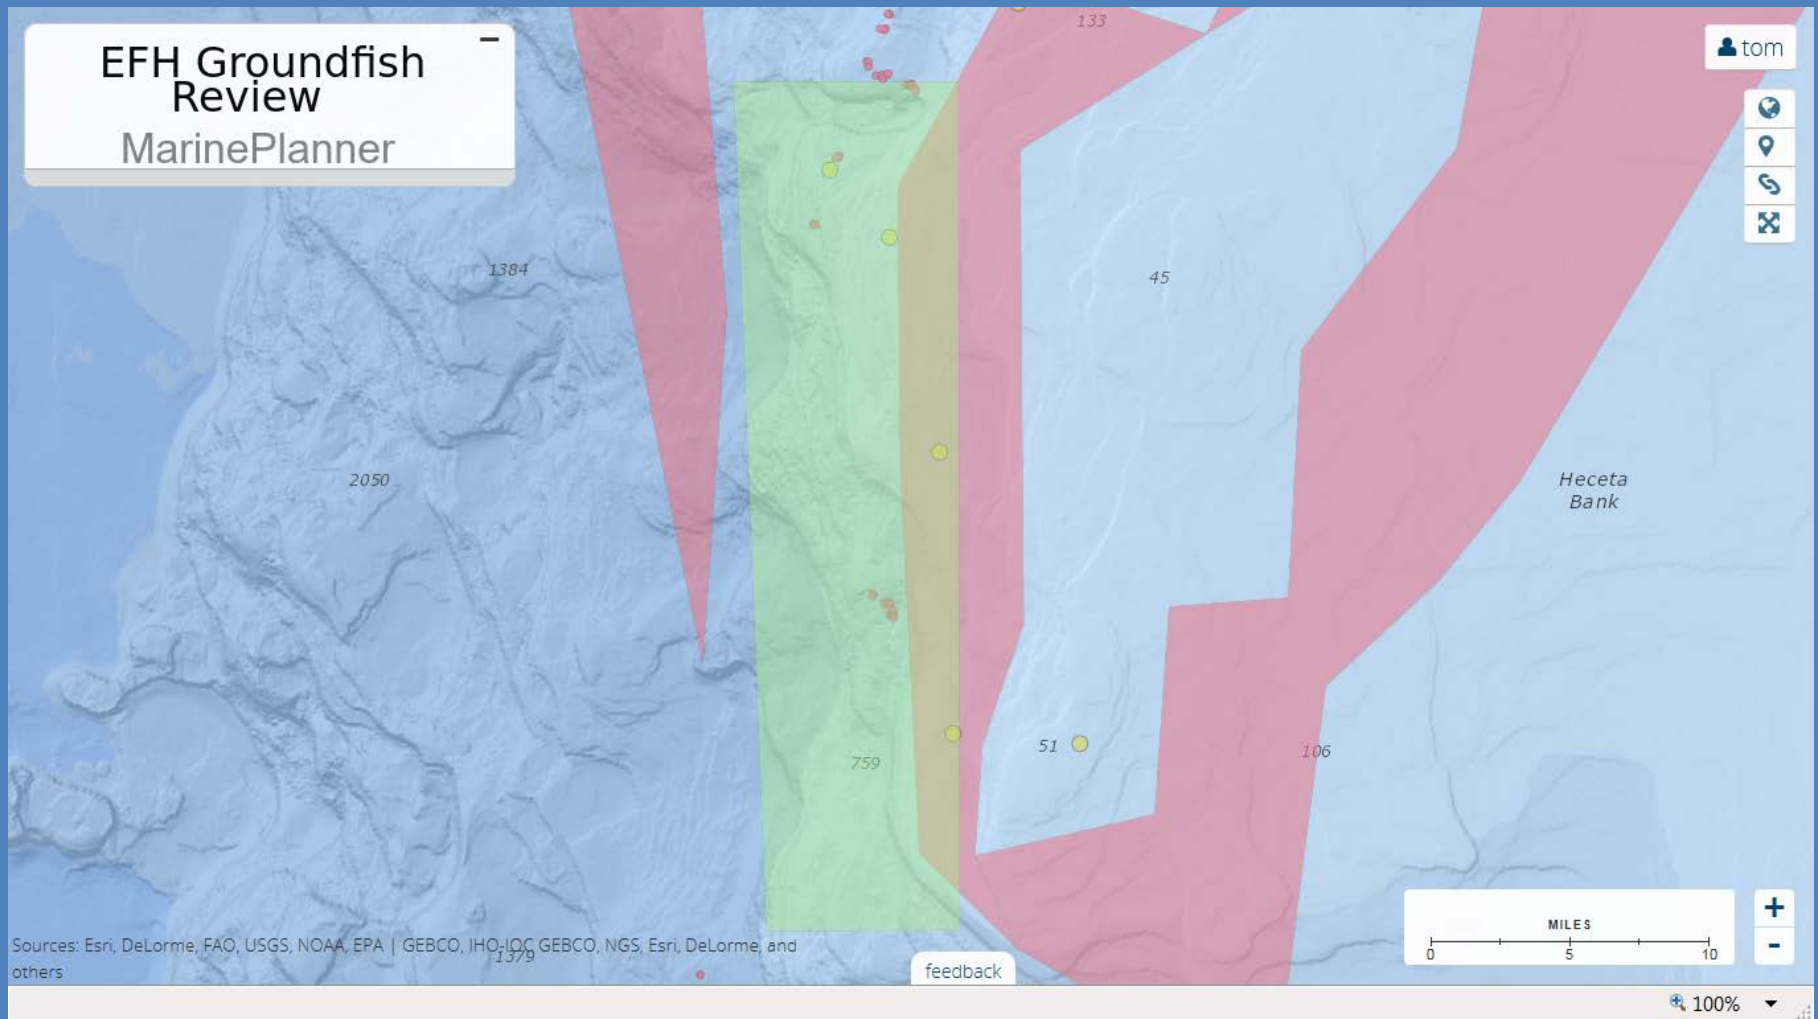 EFH Groundfish
Review
MarinePlanner
tom
133
1384
45
2050
Heceta
Bank
51
106
759
MILES
0 5 10
Sources: Esri, DeLorme, FAO, USGS, NOAA, EPA | GEBCO, IHO-IOC GEBCO, NGS, Esri, DeLorme, and
others
1379
feedback
100%